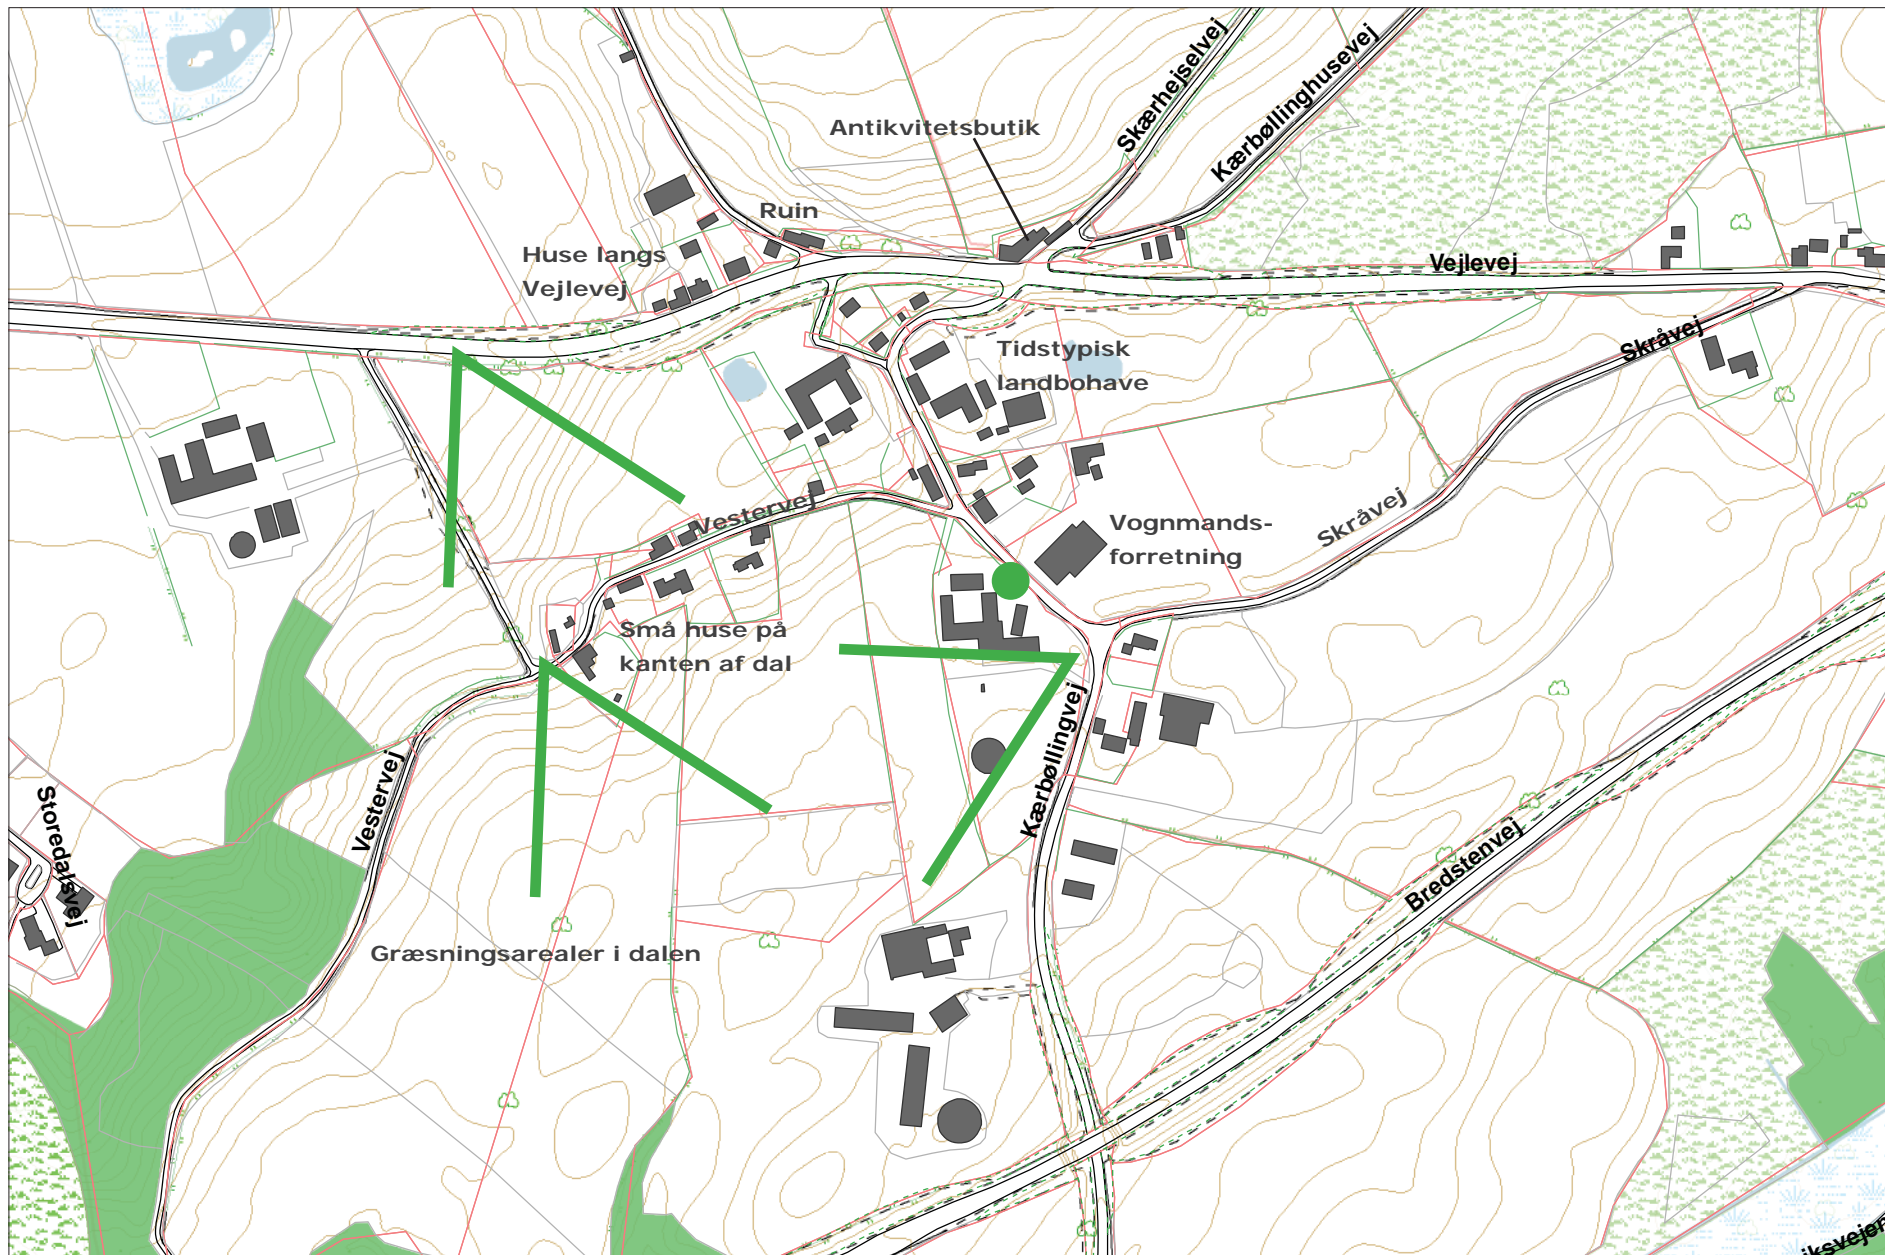 Skærhejselvej
Kærbøllinghusevej
Antikvitetsbutik
Ruin
Huse langs
Vejlevej
Vejlevej
Skråvej
Tidstypisk
landbohave
Vestervej
Vognmands-
forretning
Skråvej
Små huse på
kanten af dal
Kærbøllingvej
Vestervej
Storedalsvej
Bredstenvej
Græsningsarealer i dalen